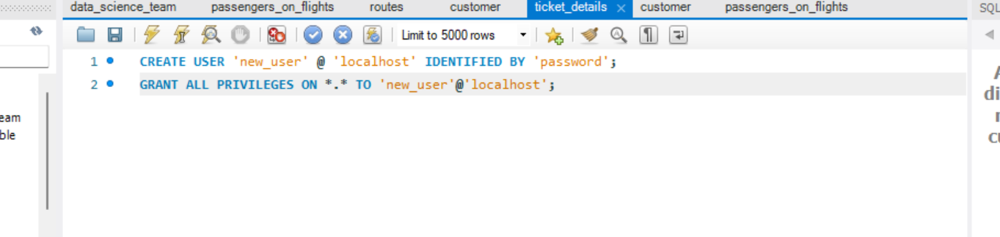 data_science_team passengers_on_flights routes customer ticket_details customer passengers_on_flights SQL
Limit to 5000 rows
1 CREATE USER 'new_user' @ 'localhost' IDENTIFIED BY 'password';
2 GRANT ALL PRIVILEGES ON *.* TO 'new_user'@'localhost';
eam
ble
A
di
r
cu